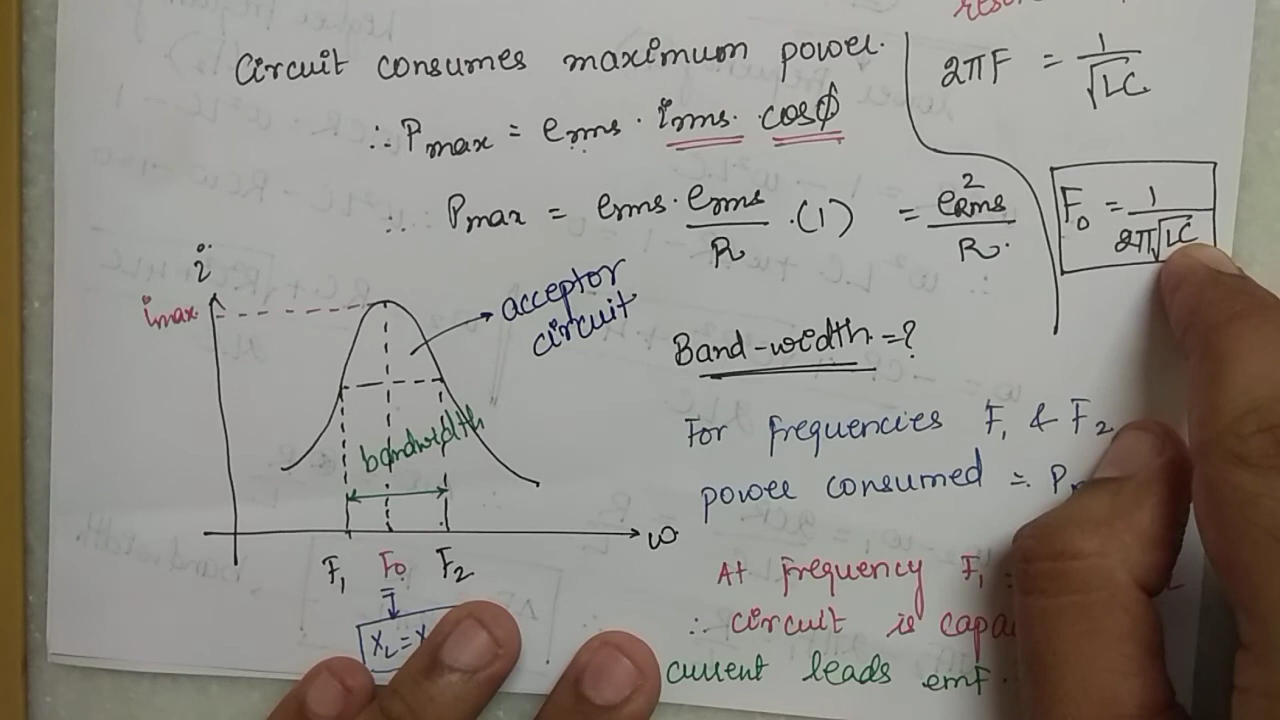 Circuit consumes maximum power.
∴ Pmax = erms · irms · cosϕ
∴ Pmax = erms · erms/R · (1) = e²Rms/R.
2πF = 1/√LC
F₀ = 1/2π√LC
i
imax
acceptor
circuit
bandwidth
F₁ F₀ F₂
ω
XL = X
Band-width = ?
For frequencies F₁ & F₂
power consumed = P
At frequency F₁ =
∴ circuit is capa
current leads emf.